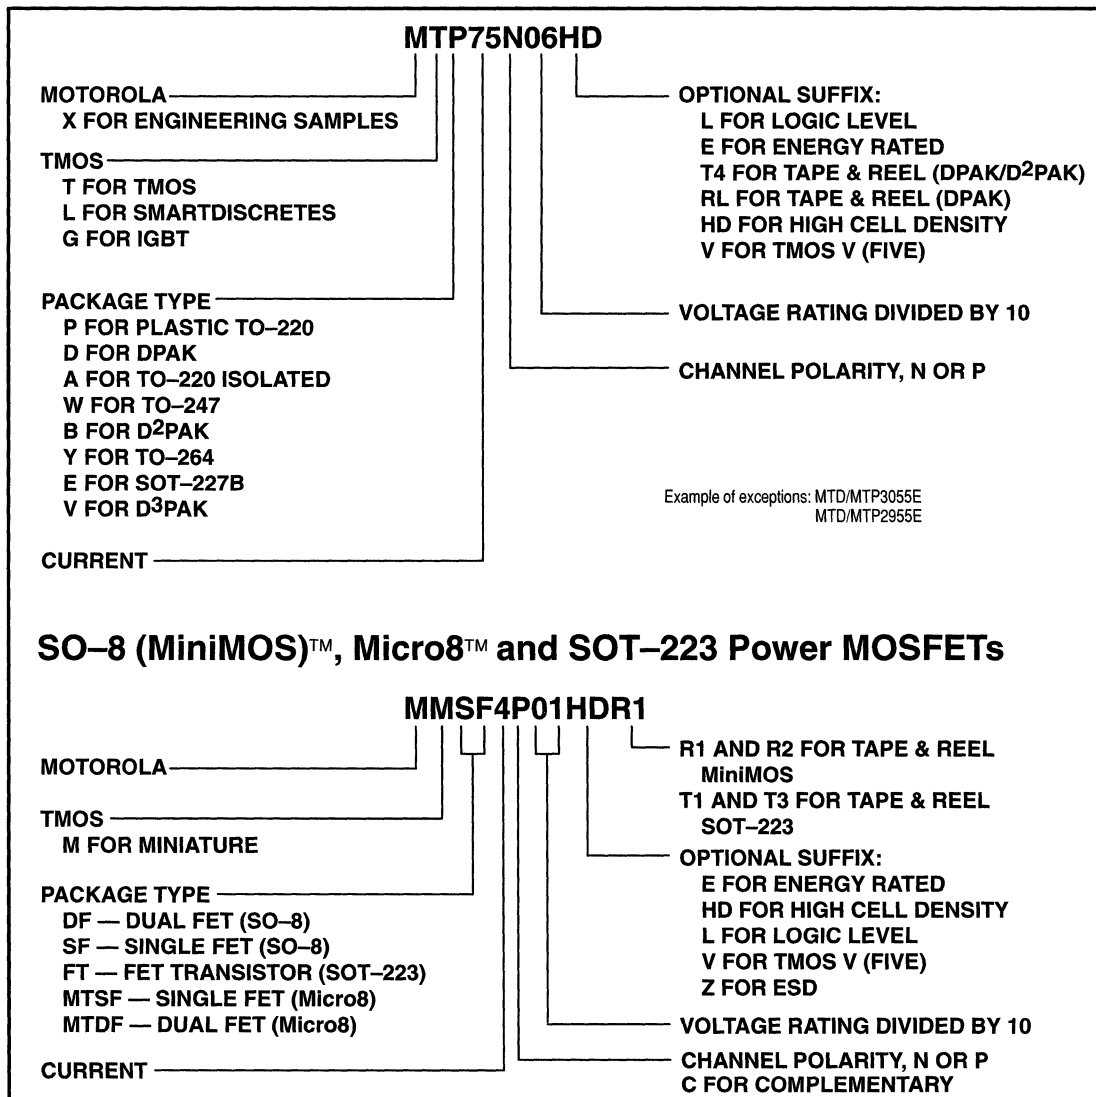 MTP75N06HD
MOTOROLA
X FOR ENGINEERING SAMPLES
TMOS
T FOR TMOS
L FOR SMARTDISCRETES
G FOR IGBT
PACKAGE TYPE
P FOR PLASTIC TO–220
D FOR DPAK
A FOR TO–220 ISOLATED
W FOR TO–247
B FOR D²PAK
Y FOR TO–264
E FOR SOT–227B
V FOR D³PAK
CURRENT
OPTIONAL SUFFIX:
L FOR LOGIC LEVEL
E FOR ENERGY RATED
T4 FOR TAPE & REEL (DPAK/D²PAK)
RL FOR TAPE & REEL (DPAK)
HD FOR HIGH CELL DENSITY
V FOR TMOS V (FIVE)
VOLTAGE RATING DIVIDED BY 10
CHANNEL POLARITY, N OR P
Example of exceptions: MTD/MTP3055E
MTD/MTP2955E
SO–8 (MiniMOS)™, Micro8™ and SOT–223 Power MOSFETs
MMSF4P01HDR1
MOTOROLA
TMOS
M FOR MINIATURE
PACKAGE TYPE
DF — DUAL FET (SO–8)
SF — SINGLE FET (SO–8)
FT — FET TRANSISTOR (SOT–223)
MTSF — SINGLE FET (Micro8)
MTDF — DUAL FET (Micro8)
CURRENT
R1 AND R2 FOR TAPE & REEL
MiniMOS
T1 AND T3 FOR TAPE & REEL
SOT–223
OPTIONAL SUFFIX:
E FOR ENERGY RATED
HD FOR HIGH CELL DENSITY
L FOR LOGIC LEVEL
V FOR TMOS V (FIVE)
Z FOR ESD
VOLTAGE RATING DIVIDED BY 10
CHANNEL POLARITY, N OR P
C FOR COMPLEMENTARY